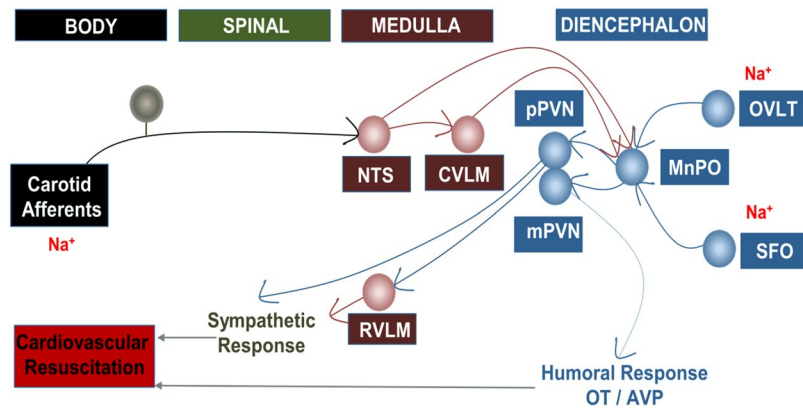 BODY
SPINAL
MEDULLA
DIENCEPHALON
Na⁺
pPVN
OVLT
NTS
CVLM
MnPO
Carotid
Afferents
Na⁺
mPVN
Na⁺
SFO
Sympathetic
Response
RVLM
Cardiovascular
Resuscitation
Humoral Response
OT / AVP